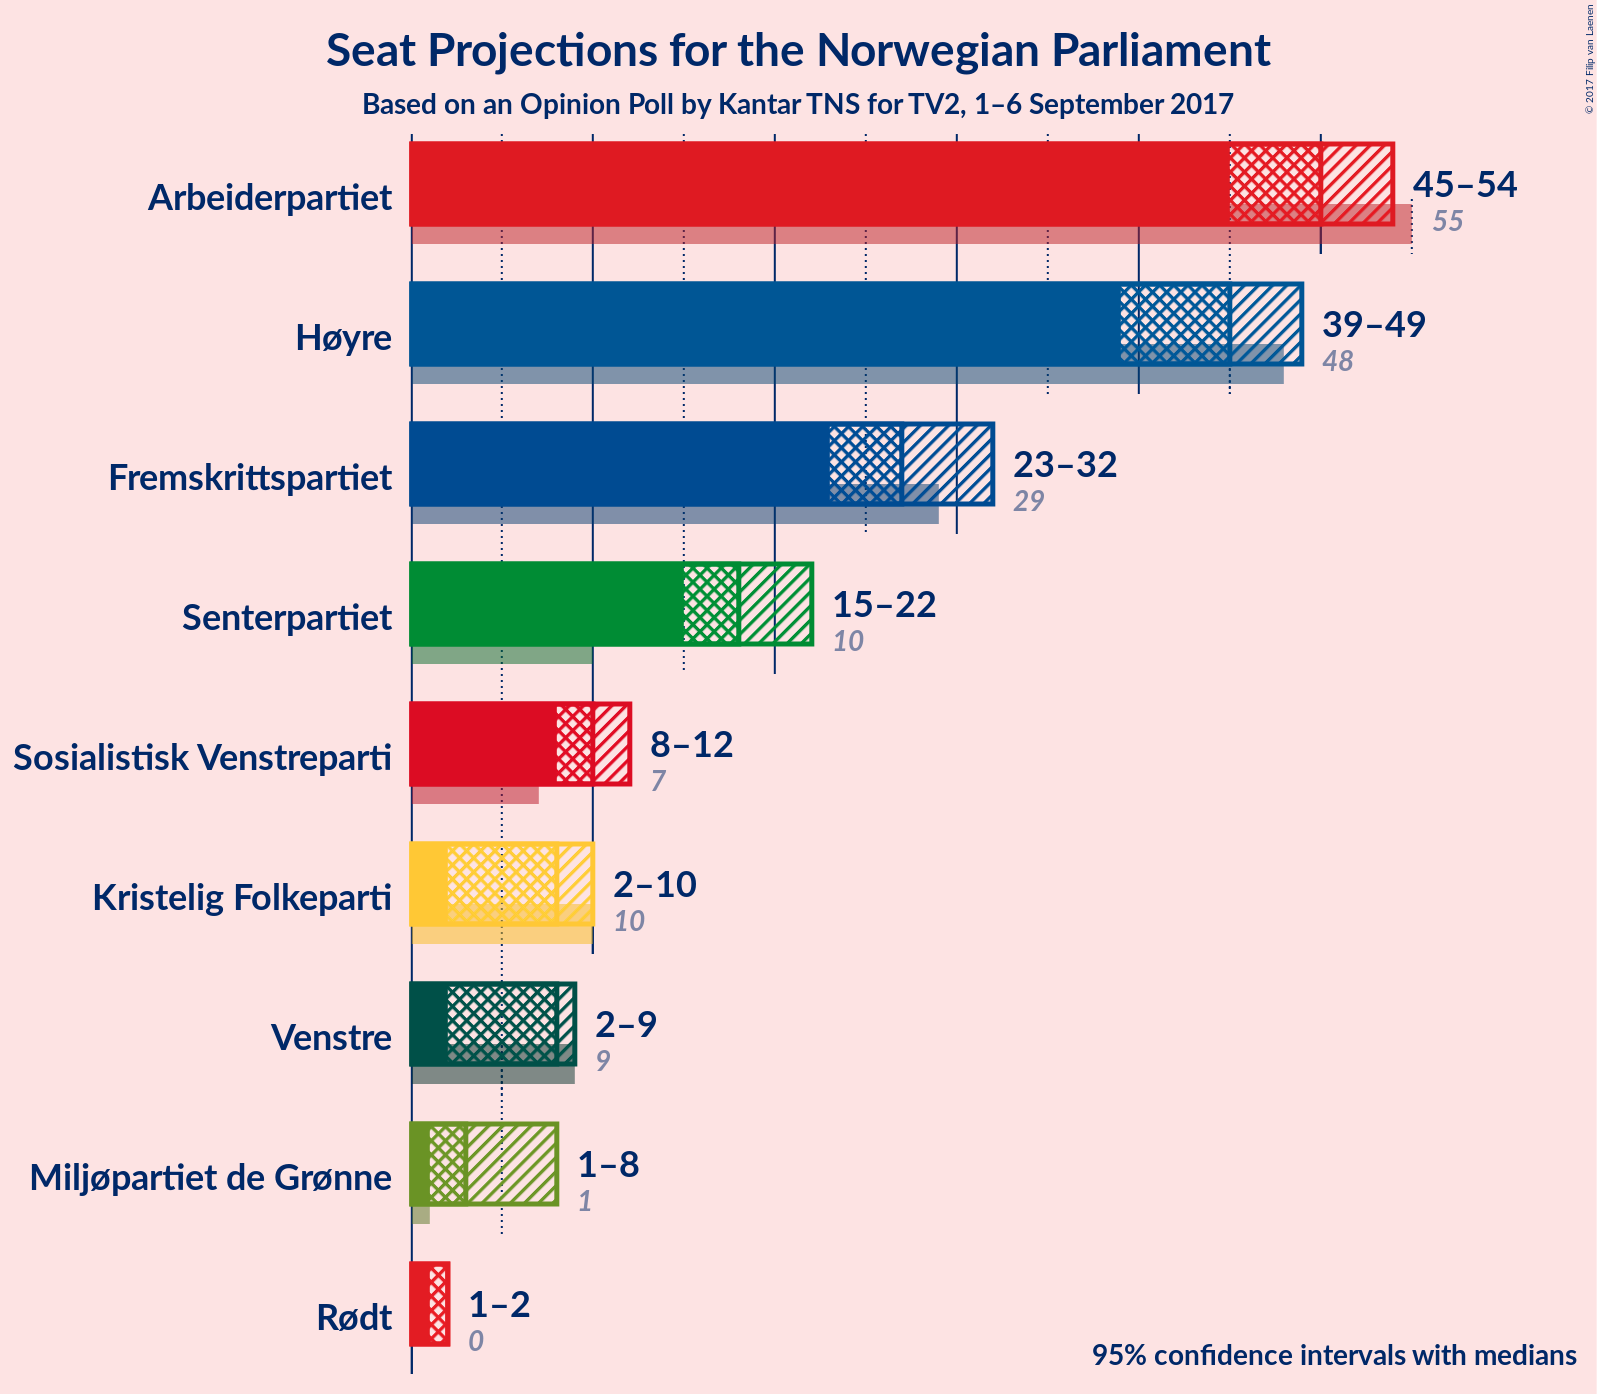 Seat Projections for the Norwegian Parliament
Based on an Opinion Poll by Kantar TNS for TV2, 1–6 September 2017
© 2017 Filip van Laenen
Arbeiderpartiet
45–54
55
Høyre
39–49
48
Fremskrittspartiet
23–32
29
Senterpartiet
15–22
10
Sosialistisk Venstreparti
8–12
7
Kristelig Folkeparti
2–10
10
Venstre
2–9
9
Miljøpartiet de Grønne
1–8
1
Rødt
1–2
0
95% confidence intervals with medians